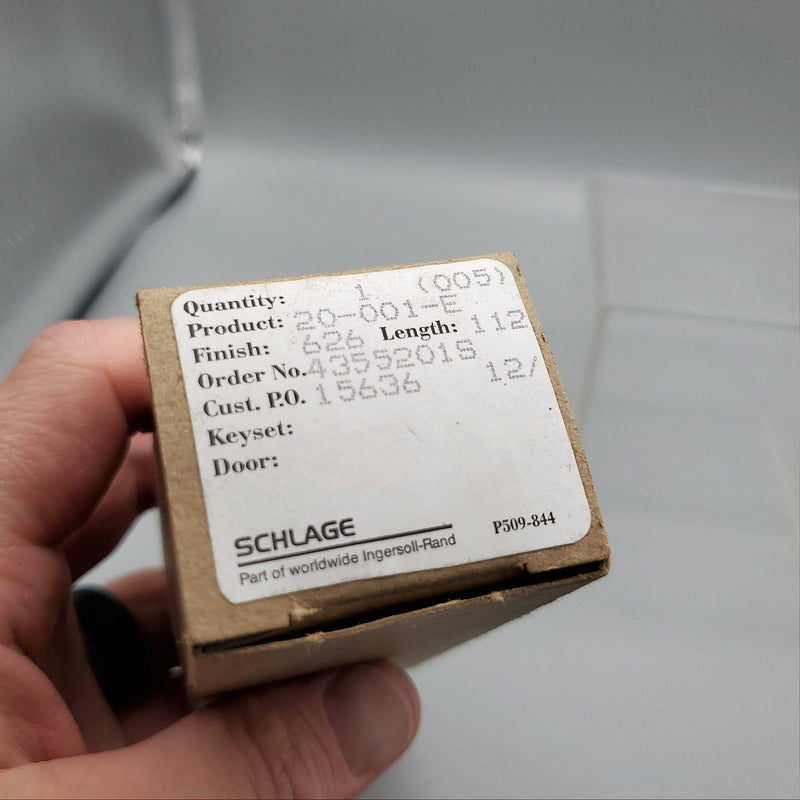 Quantity: 1 (005)
Product: 20-001-E
Finish: 626 Length: 112
Order No. 4355201S
Cust. P.O. 15636 12/
Keyset:
Door:
SCHLAGE P509-844
Part of worldwide Ingersoll-Rand